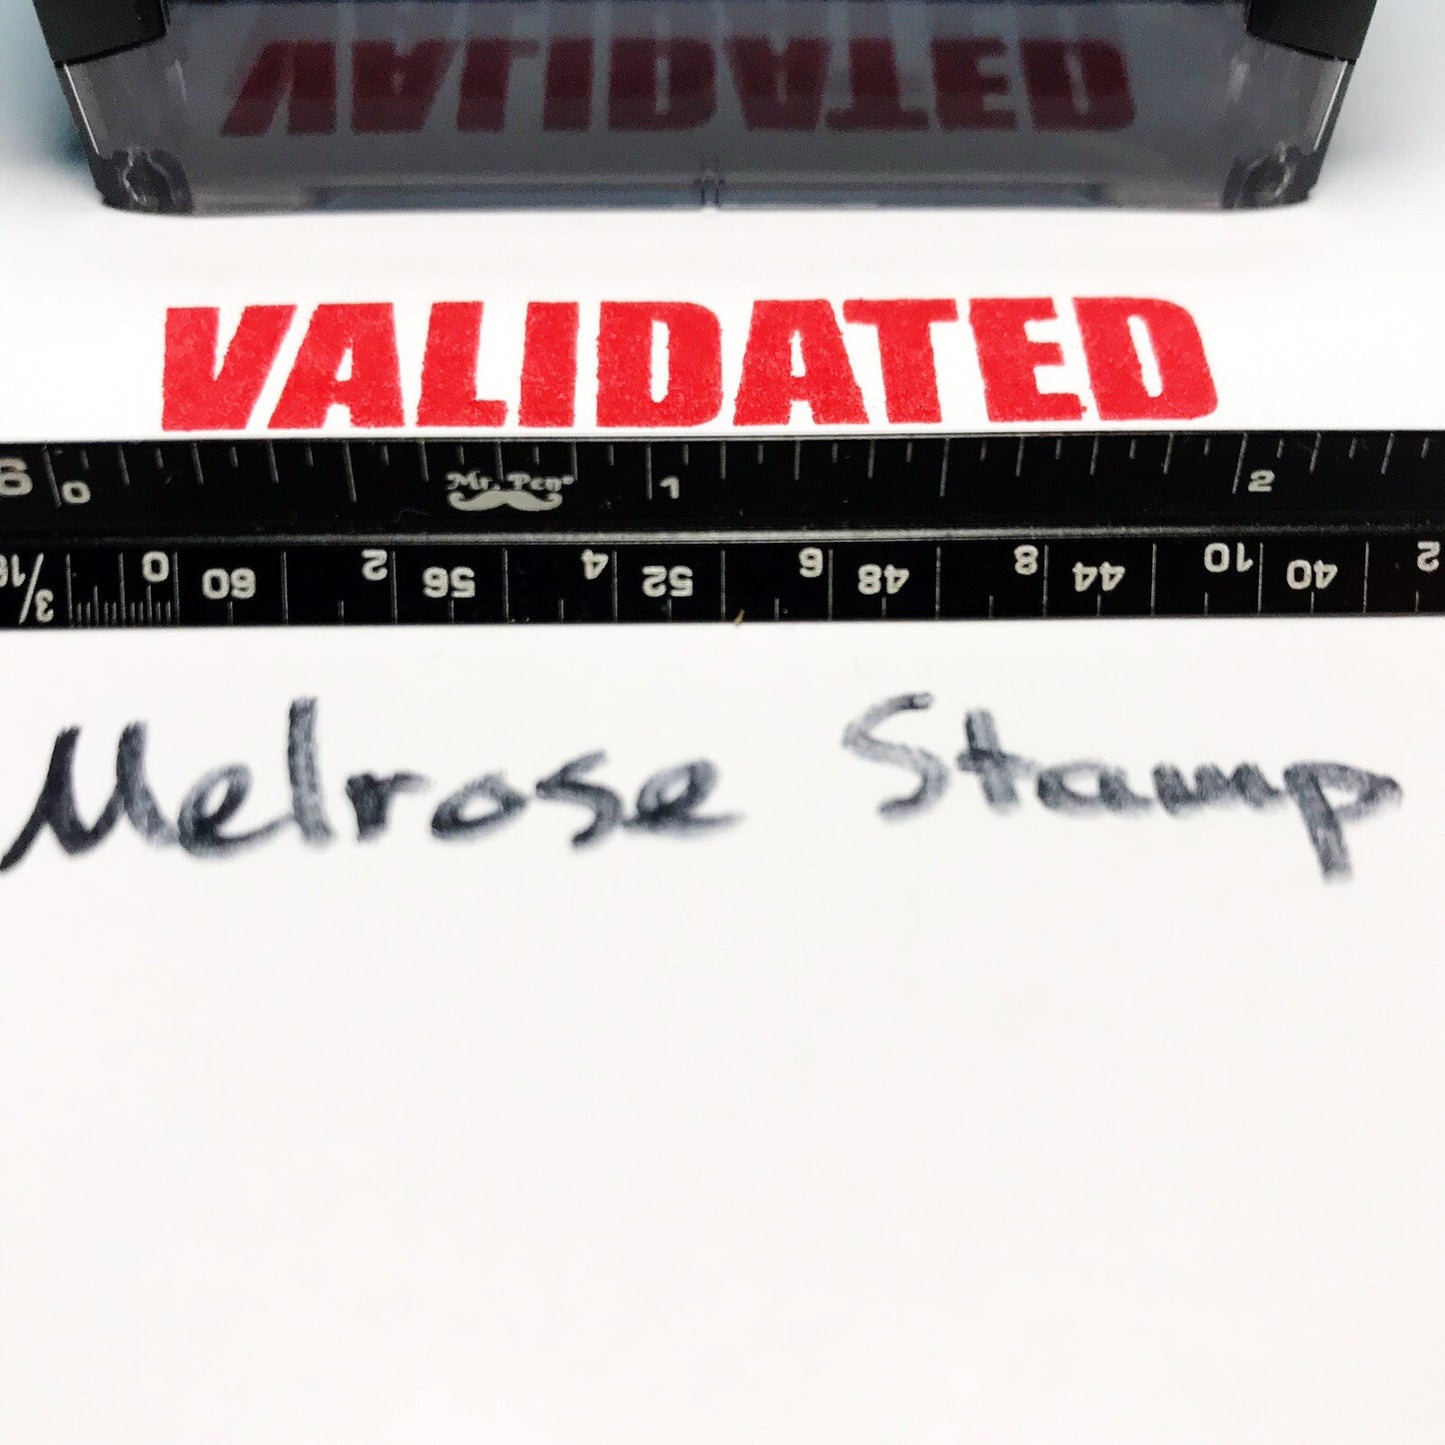 VALIDATED
VALIDATED
6 0 1 2
Mr. Pen®
3/16 0 60 2 56 4 52 6 48 8 44 10 40 2
Melrose Stamp